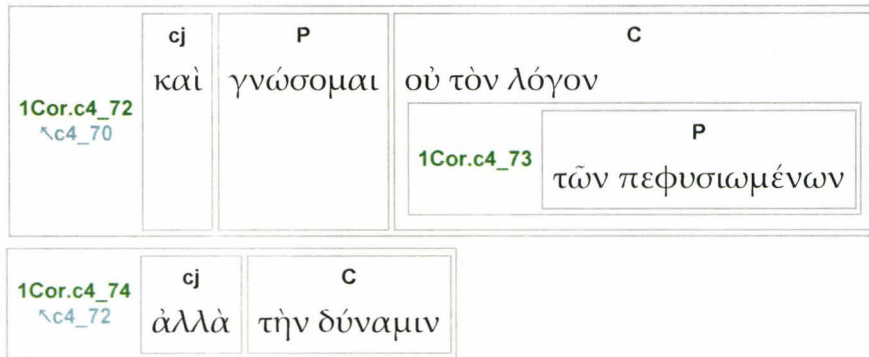 cj P C
καὶ γνώσομαι οὐ τὸν λόγον
1Cor.c4_72
↖c4_70
P
1Cor.c4_73
τῶν πεφυσιωμένων
cj C
1Cor.c4_74
↖c4_72
ἀλλὰ τὴν δύναμιν